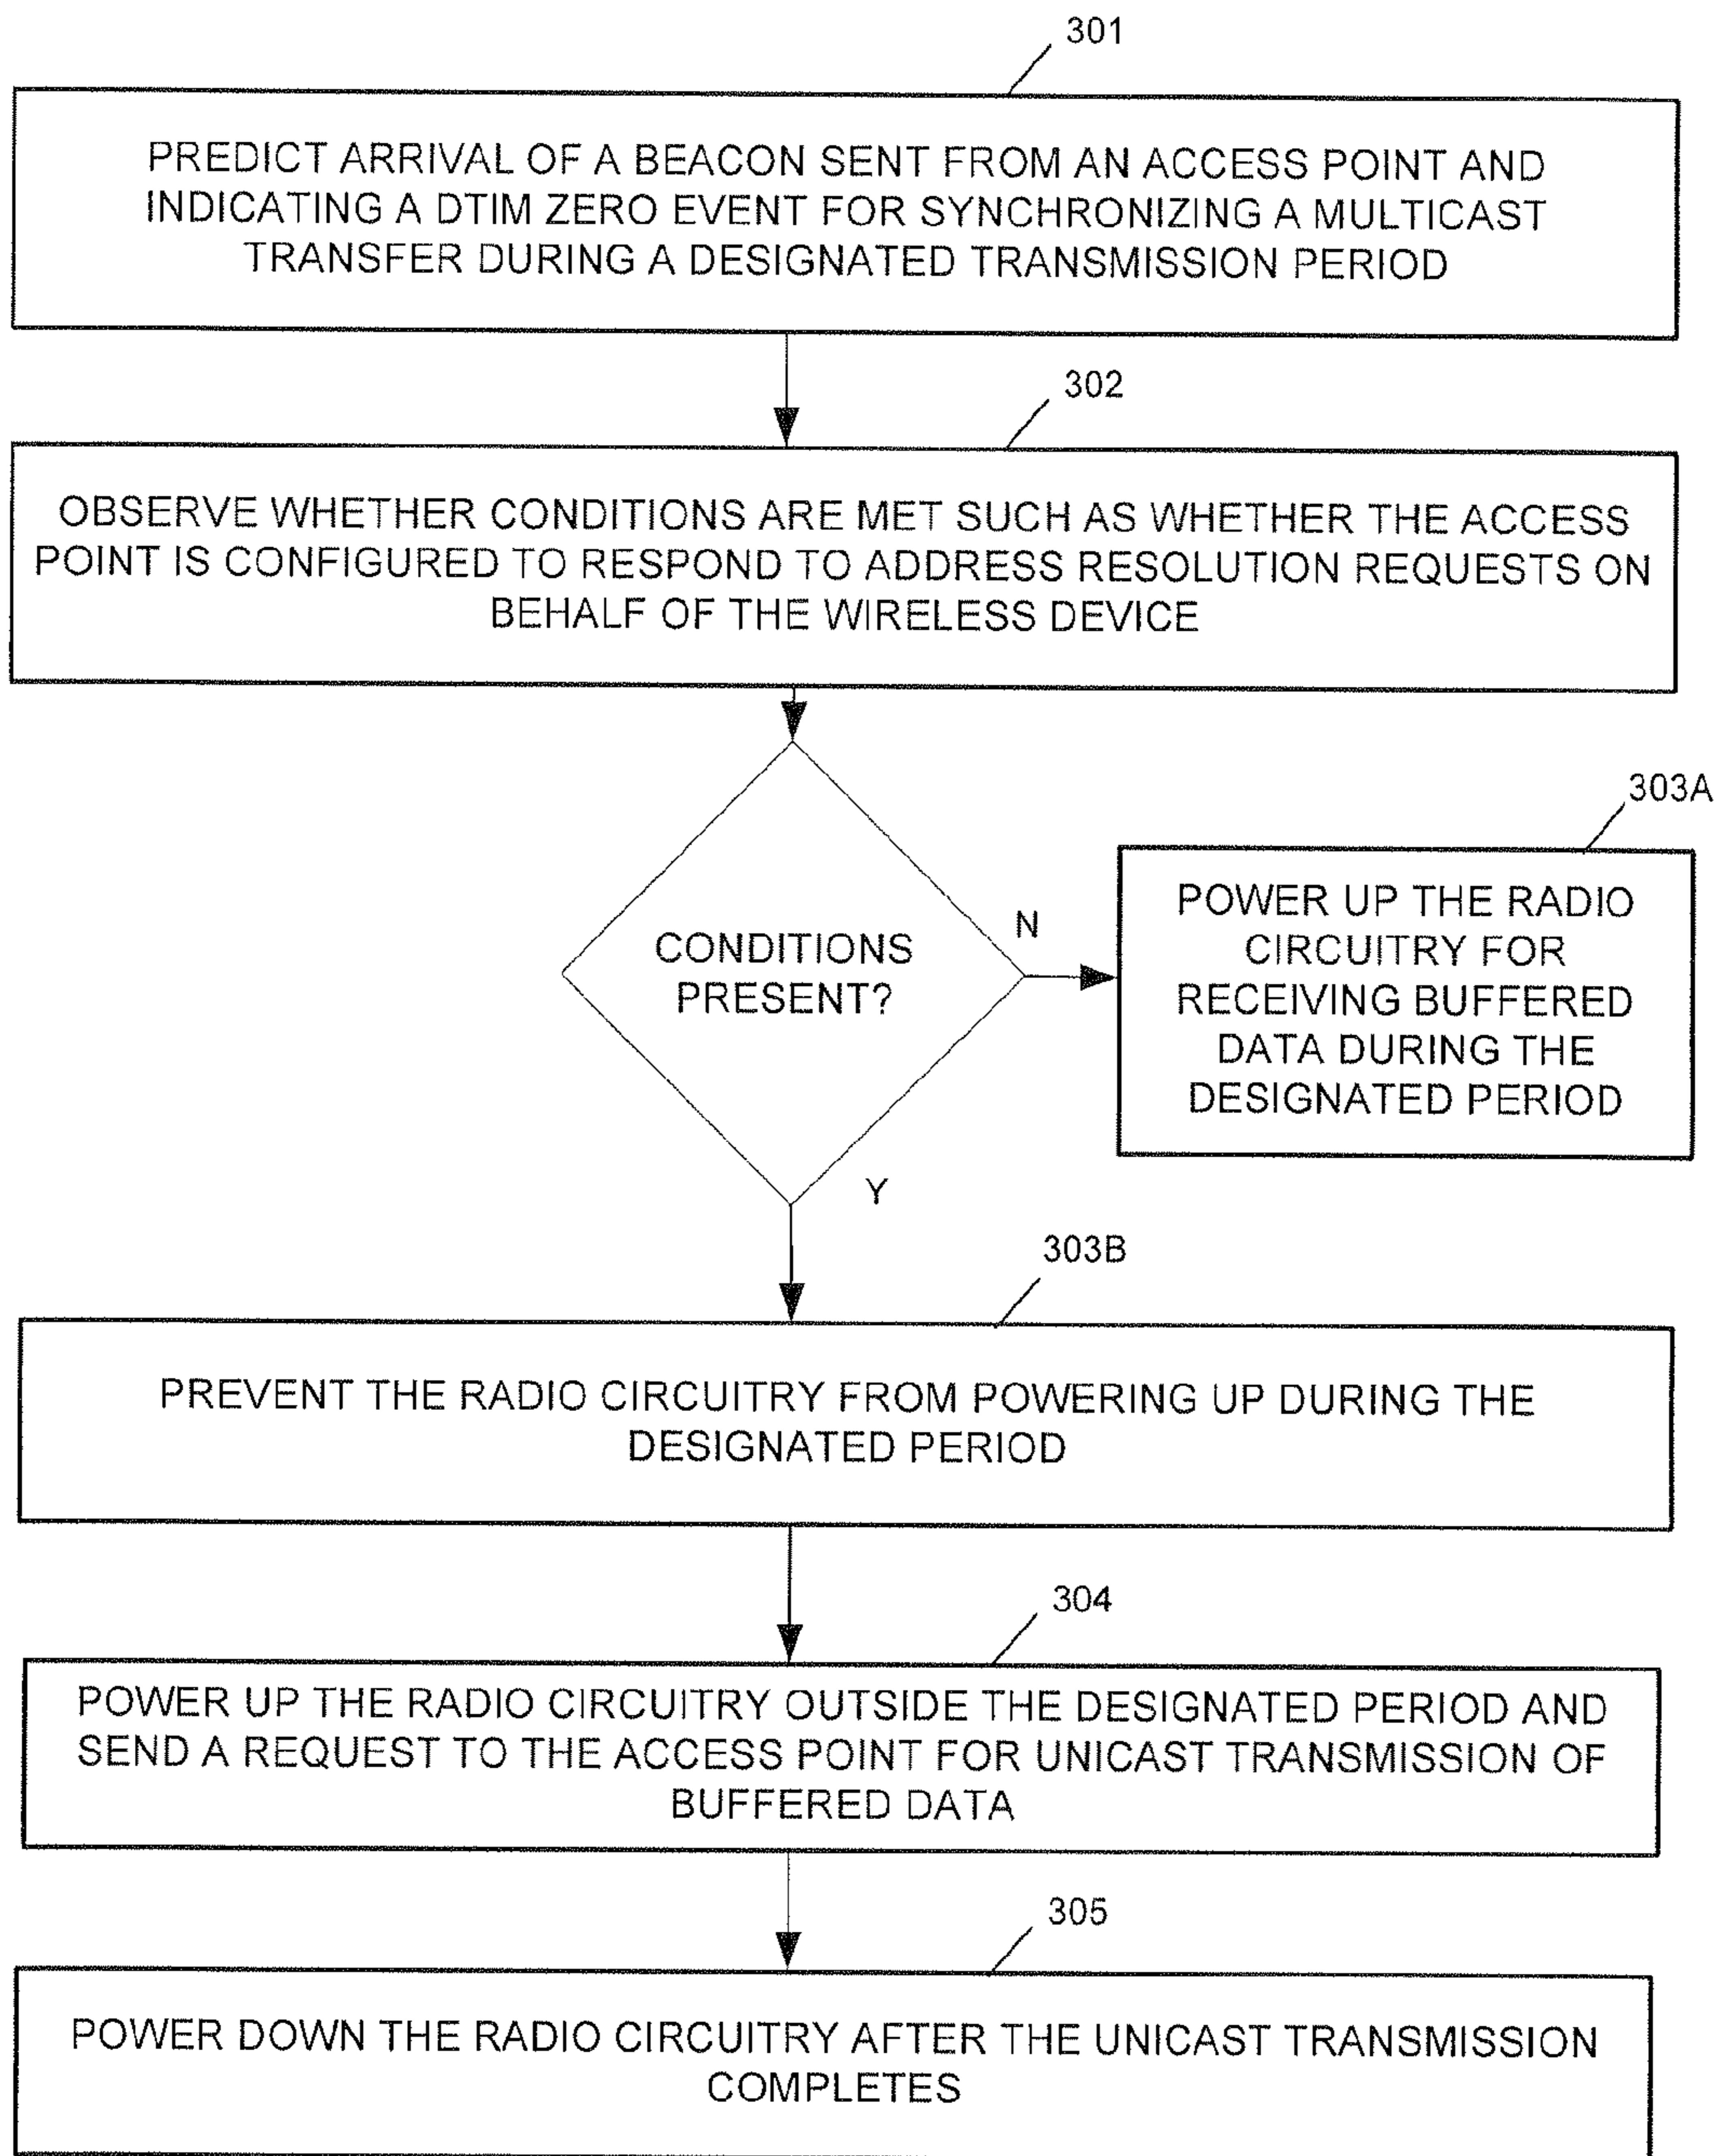 301
PREDICT ARRIVAL OF A BEACON SENT FROM AN ACCESS POINT AND
INDICATING A DTIM ZERO EVENT FOR SYNCHRONIZING A MULTICAST
TRANSFER DURING A DESIGNATED TRANSMISSION PERIOD
302
OBSERVE WHETHER CONDITIONS ARE MET SUCH AS WHETHER THE ACCESS
POINT IS CONFIGURED TO RESPOND TO ADDRESS RESOLUTION REQUESTS ON
BEHALF OF THE WIRELESS DEVICE
CONDITIONS
PRESENT?
N
303A
POWER UP THE RADIO
CIRCUITRY FOR
RECEIVING BUFFERED
DATA DURING THE
DESIGNATED PERIOD
Y
303B
PREVENT THE RADIO CIRCUITRY FROM POWERING UP DURING THE
DESIGNATED PERIOD
304
POWER UP THE RADIO CIRCUITRY OUTSIDE THE DESIGNATED PERIOD AND
SEND A REQUEST TO THE ACCESS POINT FOR UNICAST TRANSMISSION OF
BUFFERED DATA
305
POWER DOWN THE RADIO CIRCUITRY AFTER THE UNICAST TRANSMISSION
COMPLETES